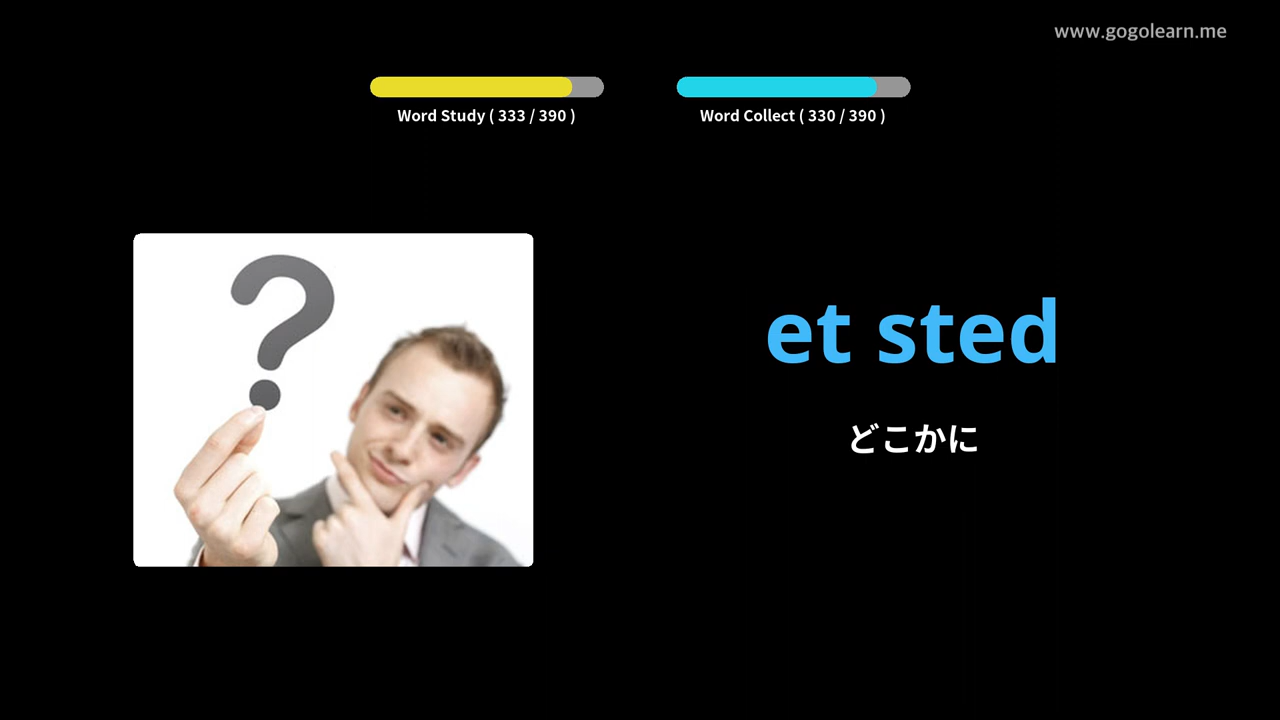 www.gogolearn.me
Word Study ( 333 / 390 )
Word Collect ( 330 / 390 )
?
et sted
どこかに